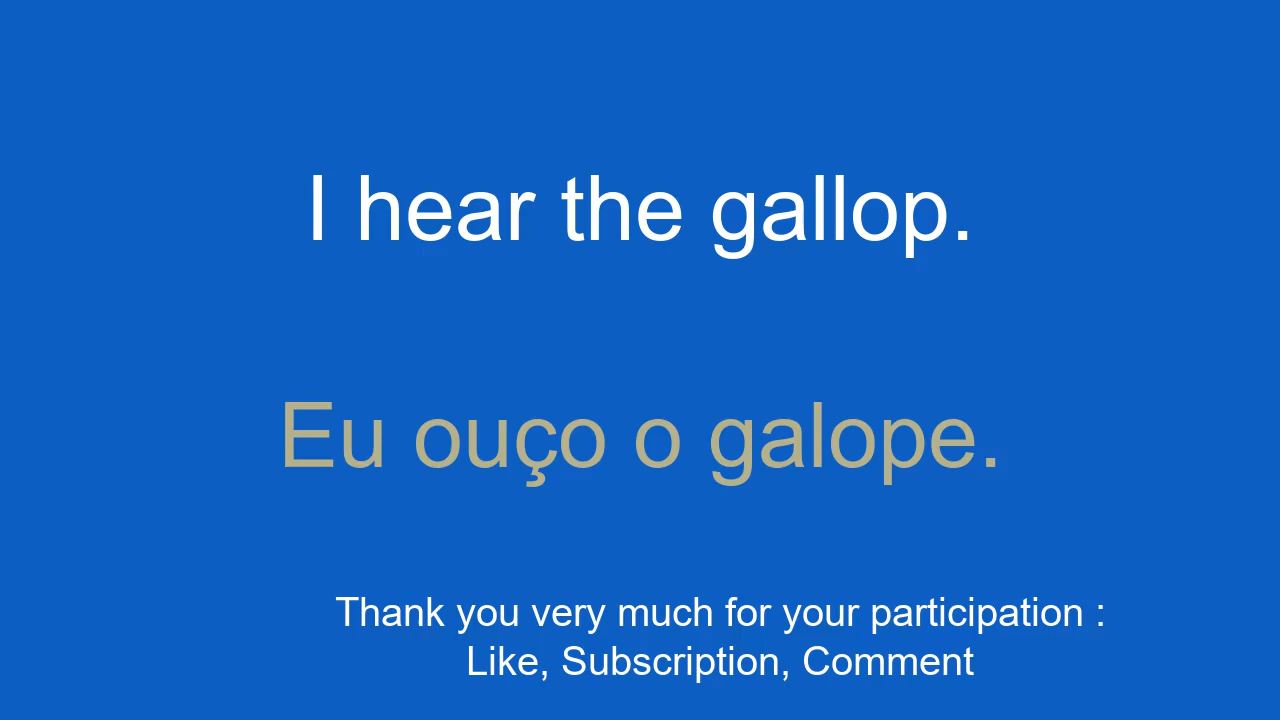 I hear the gallop.
Eu ouço o galope.
Thank you very much for your participation :
Like, Subscription, Comment